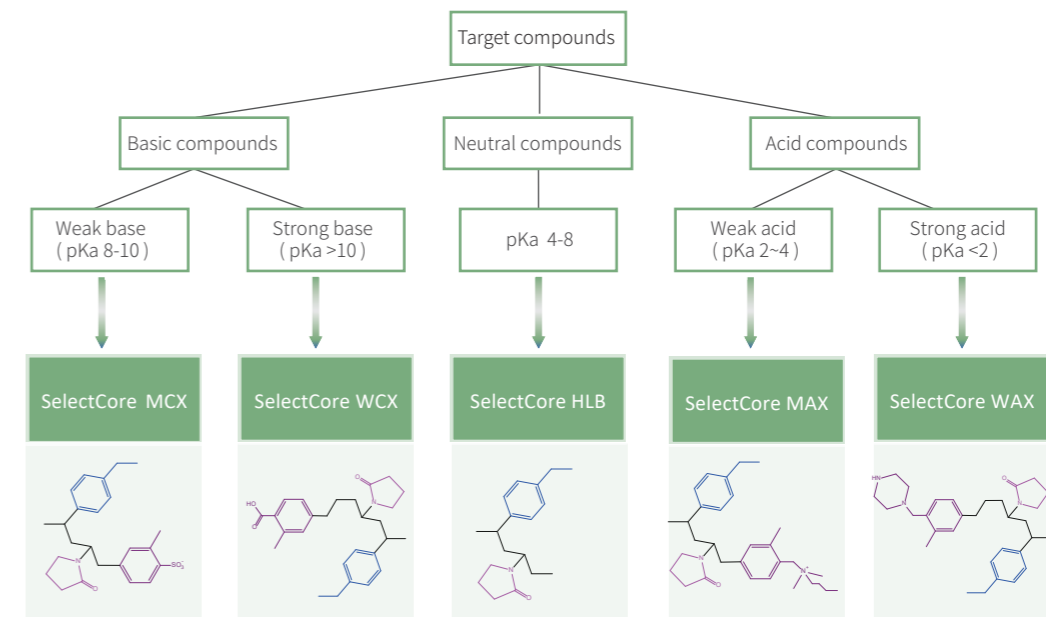 Target compounds
Basic compounds
Neutral compounds
Acid compounds
Weak base
( pKa 8-10 )
Strong base
( pKa >10 )
pKa 4-8
Weak acid
( pKa 2~4 )
Strong acid
( pKa <2 )
SelectCore MCX
SelectCore WCX
SelectCore HLB
SelectCore MAX
SelectCore WAX
N
O
SO3-
HO
O
O
N
N
O
N
O
N+
HN
N
O
N